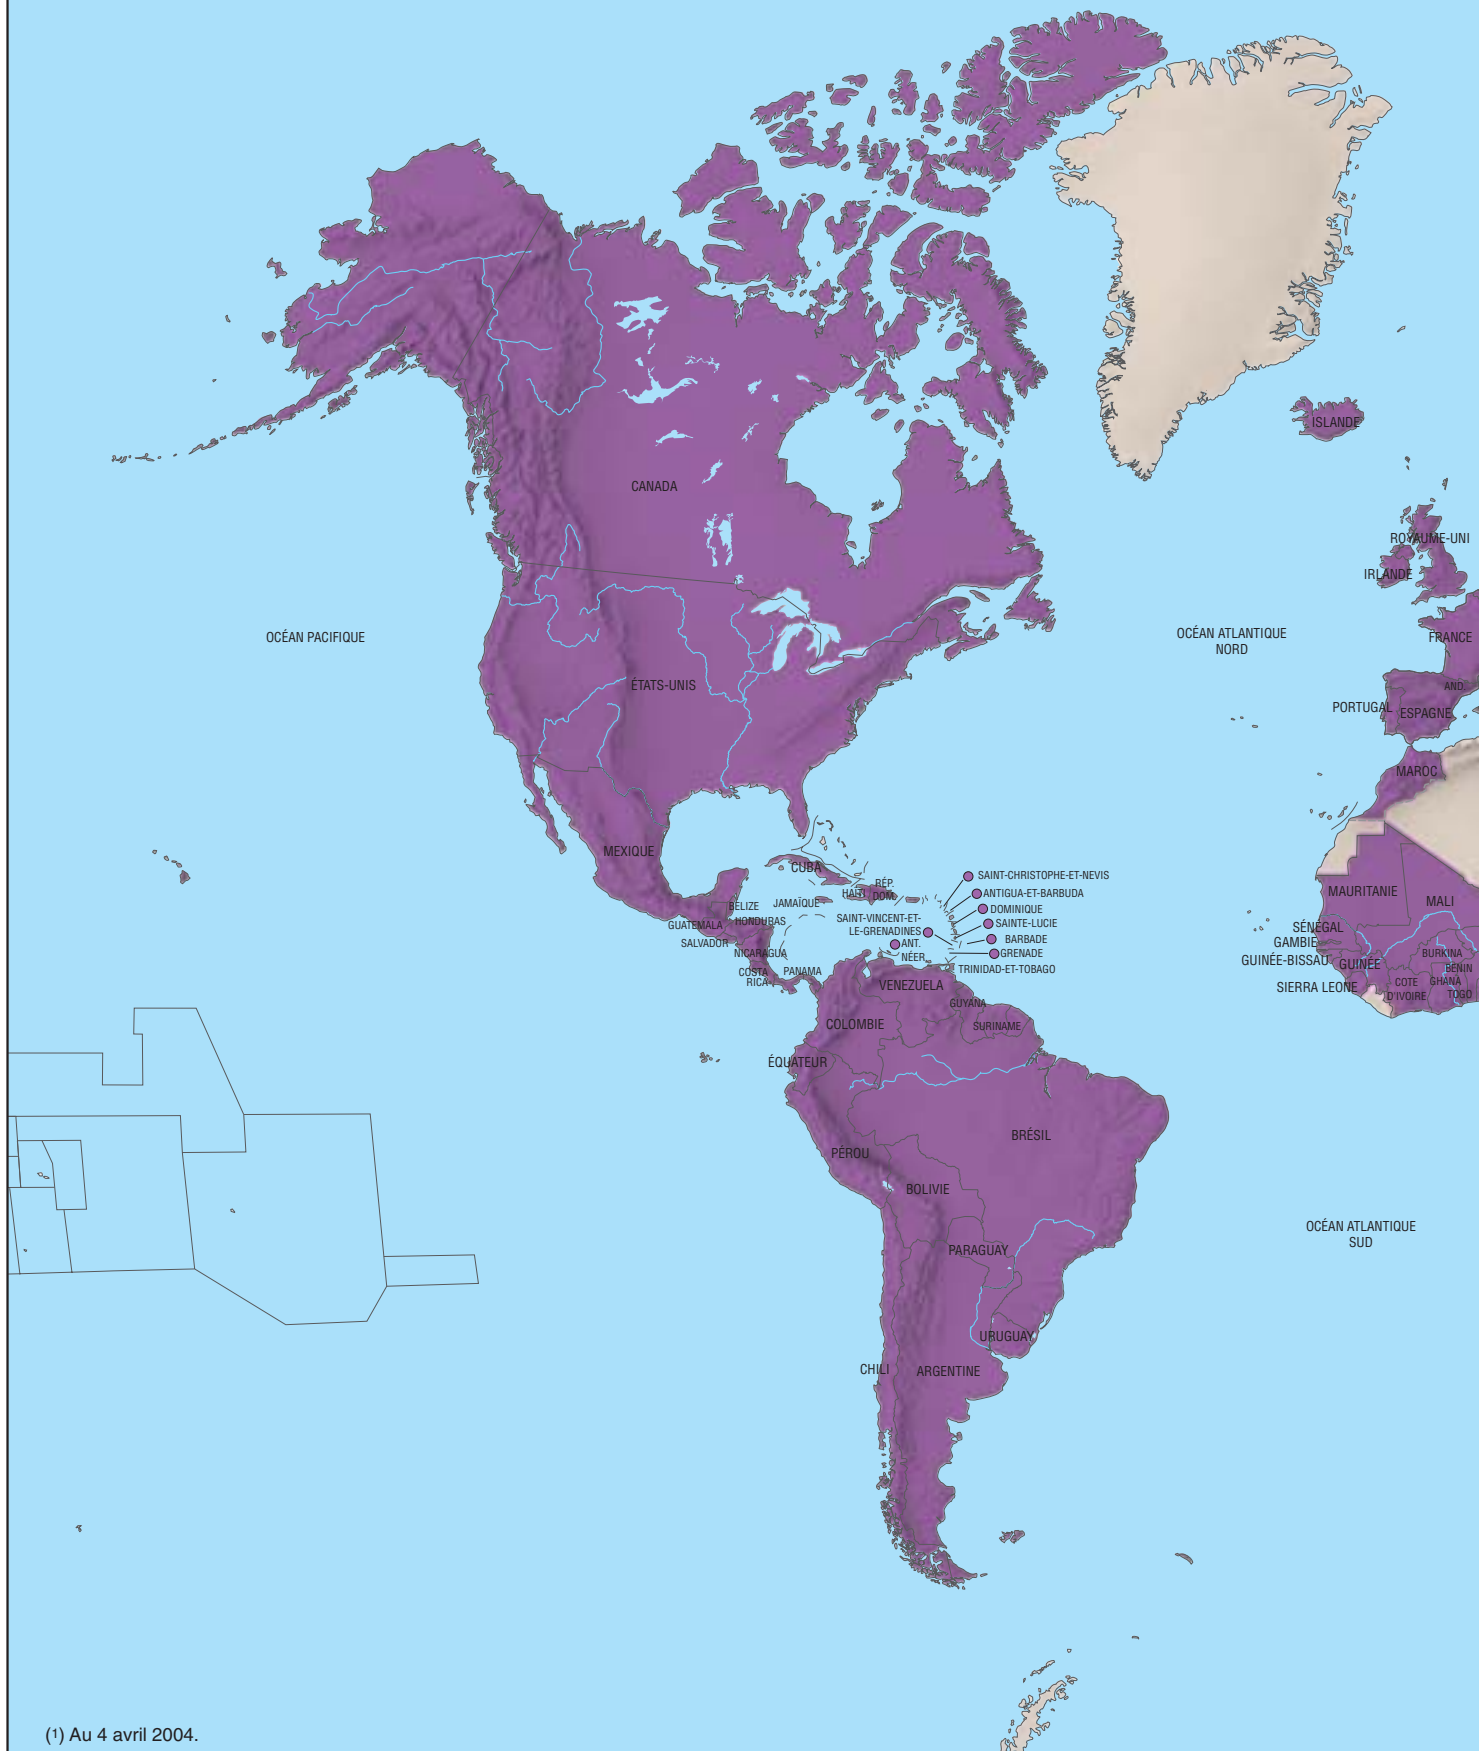 ISLANDE
CANADA
ROYAUME-UNI
IRLANDE
OCÉAN PACIFIQUE
OCÉAN ATLANTIQUE
NORD
FRANCE
ÉTATS-UNIS
AND.
PORTUGAL
ESPAGNE
MAROC
MEXIQUE
CUBA
SAINT-CHRISTOPHE-ET-NEVIS
RÉP.
DOM.
HAÏTI
ANTIGUA-ET-BARBUDA
MAURITANIE
MALI
BELIZE
JAMAÏQUE
DOMINIQUE
GUATEMALA
HONDURAS
SAINT-VINCENT-ET-
LE-GRENADINES
SAINTE-LUCIE
SÉNÉGAL
SALVADOR
ANT.
NÉER.
BARBADE
GAMBIE
NICARAGUA
GRENADE
BURKINA
GUINÉE-BISSAU
GUINÉE
COSTA
RICA
PANAMA
TRINIDAD-ET-TOBAGO
BÉNIN
VENEZUELA
SIERRA LEONE
COTE
D'IVOIRE
GHANA
TOGO
GUYANA
COLOMBIE
SURINAME
ÉQUATEUR
BRÉSIL
PÉROU
BOLIVIE
OCÉAN ATLANTIQUE
SUD
PARAGUAY
URUGUAY
CHILI
ARGENTINE
(1) Au 4 avril 2004.